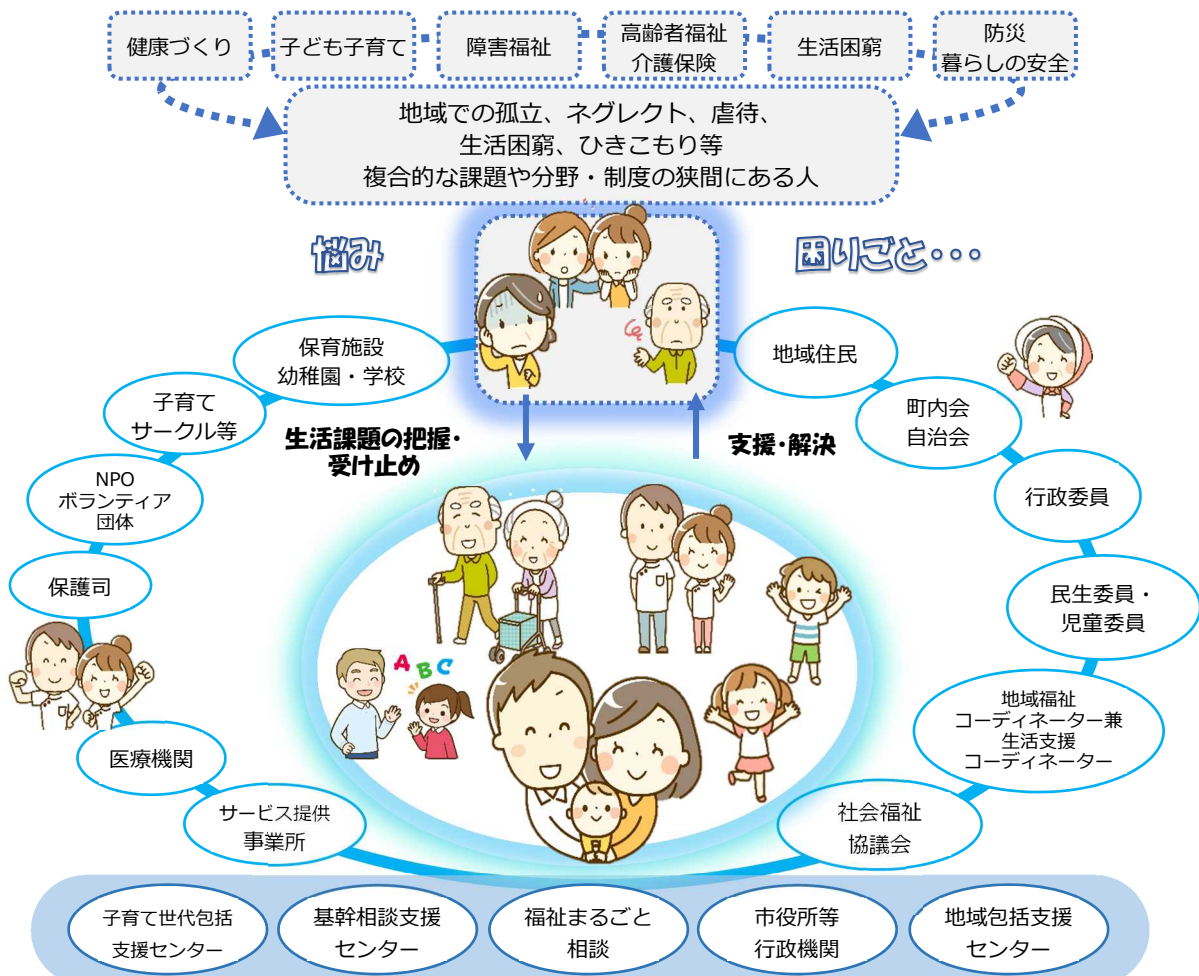 健康づくり
子ども子育て
障害福祉
高齢者福祉
介護保険
生活困窮
防災
暮らしの安全
地域での孤立、ネグレクト、虐待、
生活困窮、ひきこもり等
複合的な課題や分野・制度の狭間にある人
悩み
困りごと・・・
保育施設
幼稚園・学校
地域住民
子育て
サークル等
町内会
自治会
生活課題の把握・
受け止め
支援・解決
NPO
ボランティア
団体
行政委員
保護司
民生委員・
児童委員
A B C
地域福祉
コーディネーター兼
生活支援
コーディネーター
医療機関
サービス提供
事業所
社会福祉
協議会
子育て世代包括
支援センター
基幹相談支援
センター
福祉まるごと
相談
市役所等
行政機関
地域包括支援
センター